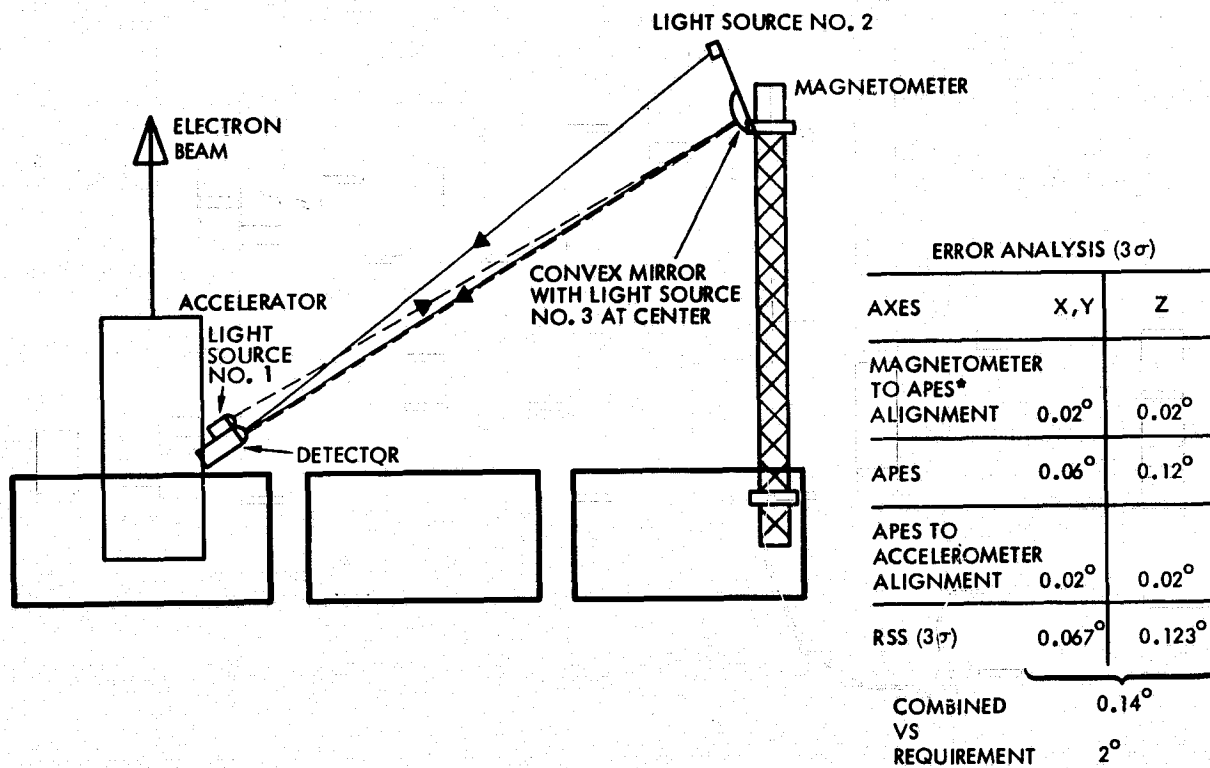 LIGHT SOURCE NO. 2
MAGNETOMETER
ELECTRON
BEAM
CONVEX MIRROR
WITH LIGHT SOURCE
NO. 3 AT CENTER
ACCELERATOR
LIGHT
SOURCE
NO. 1
DETECTOR
ERROR ANALYSIS (3σ)
AXES X,Y Z
MAGNETOMETER
TO APES*
ALIGNMENT 0.02° 0.02°
APES 0.06° 0.12°
APES TO
ACCELEROMETER
ALIGNMENT 0.02° 0.02°
RSS (3σ) 0.067° 0.123°
COMBINED 0.14°
VS
REQUIREMENT 2°